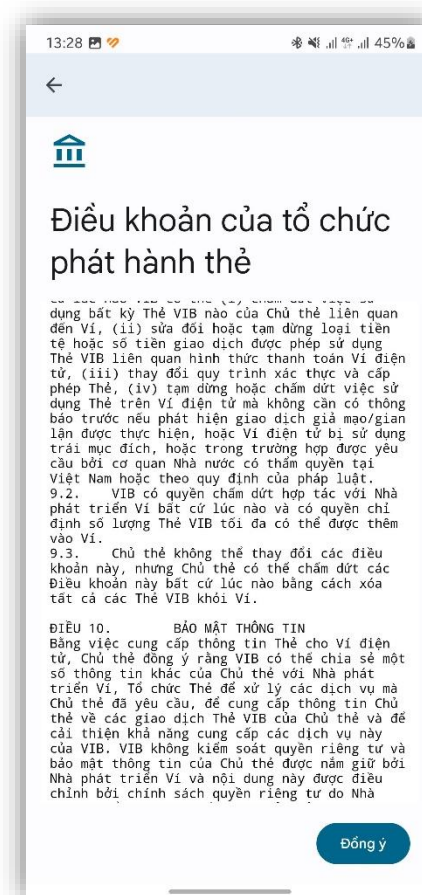 13:28
4G+
45%
Điều khoản của tổ chức
phát hành thẻ
dụng bất kỳ Thẻ VIB nào của Chủ thẻ liên quan
đến Ví, (ii) sửa đổi hoặc tạm dừng loại tiền
tệ hoặc số tiền giao dịch được phép sử dụng
Thẻ VIB liên quan hình thức thanh toán Ví điện
tử, (iii) thay đổi quy trình xác thực và cấp
phép Thẻ, (iv) tạm dừng hoặc chấm dứt việc sử
dụng Thẻ trên Ví điện tử mà không cần có thông
báo trước nếu phát hiện giao dịch giả mạo/gian
lận được thực hiện, hoặc Ví điện tử bị sử dụng
trái mục đích, hoặc trong trường hợp được yêu
cầu bởi cơ quan Nhà nước có thẩm quyền tại
Việt Nam hoặc theo quy định của pháp luật.
9.2. VIB có quyền chấm dứt hợp tác với Nhà
phát triển Ví bất cứ lúc nào và có quyền chỉ
định số lượng Thẻ VIB tối đa có thể được thêm
vào Ví.
9.3. Chủ thẻ không thể thay đổi các điều
khoản này, nhưng Chủ thẻ có thể chấm dứt các
Điều khoản này bất cứ lúc nào bằng cách xóa
tất cả các Thẻ VIB khỏi Ví.
ĐIỀU 10. BẢO MẬT THÔNG TIN
Bằng việc cung cấp thông tin Thẻ cho Ví điện
tử, Chủ thẻ đồng ý rằng VIB có thể chia sẻ một
số thông tin khác của Chủ thẻ với Nhà phát
triển Ví, Tổ chức Thẻ để xử lý các dịch vụ mà
Chủ thẻ đã yêu cầu, để cung cấp thông tin Chủ
thẻ về các giao dịch Thẻ VIB của Chủ thẻ và để
cải thiện khả năng cung cấp các dịch vụ này
của VIB. VIB không kiểm soát quyền riêng tư và
bảo mật thông tin của Chủ thẻ được nắm giữ bởi
Nhà phát triển Ví và nội dung này được điều
chỉnh bởi chính sách quyền riêng tư do Nhà
Đồng ý